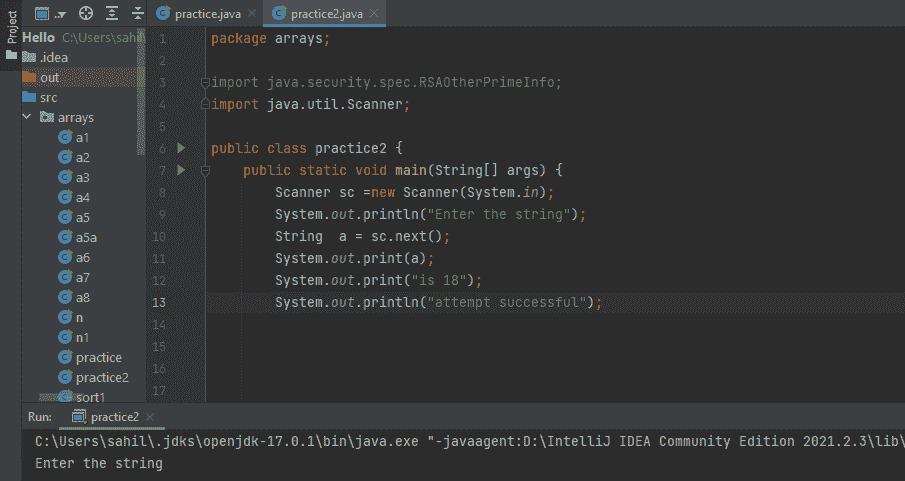 Project
practice.java
practice2.java
Hello C:\Users\sahil\
.idea
out
src
arrays
a1
a2
a3
a4
a5
a5a
a6
a7
a8
n
n1
practice
practice2
sort1
1 package arrays;
2
3 import java.security.spec.RSAOtherPrimeInfo;
4 import java.util.Scanner;
5
6 public class practice2 {
7 public static void main(String[] args) {
8 Scanner sc =new Scanner(System.in);
9 System.out.println("Enter the string");
10 String  a = sc.next();
11 System.out.print(a);
12 System.out.print("is 18");
13 System.out.println("attempt successful");
14
15
16
17
Run: practice2
C:\Users\sahil\.jdks\openjdk-17.0.1\bin\java.exe "-javaagent:D:\IntelliJ IDEA Community Edition 2021.2.3\lib\
Enter the string